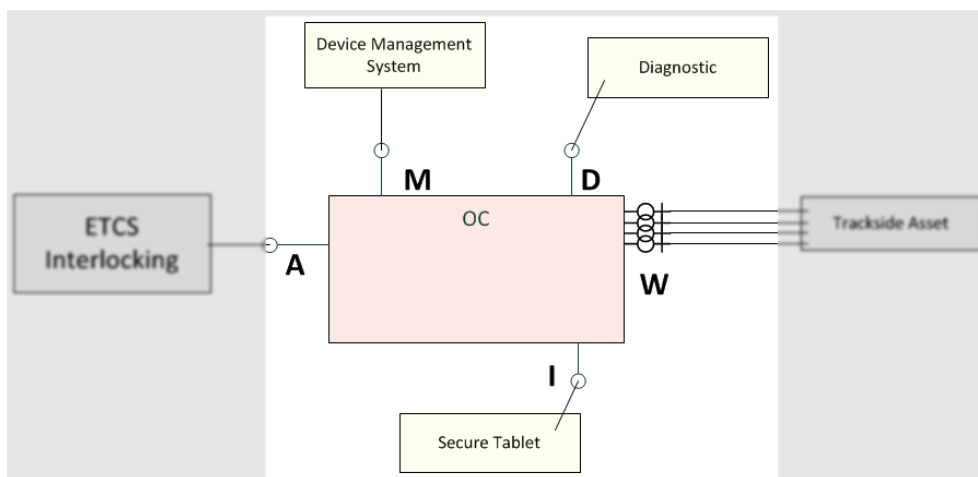 Device Management
System
Diagnostic
M
D
OC
ETCS
Interlocking
Trackside Asset
A
W
I
Secure Tablet